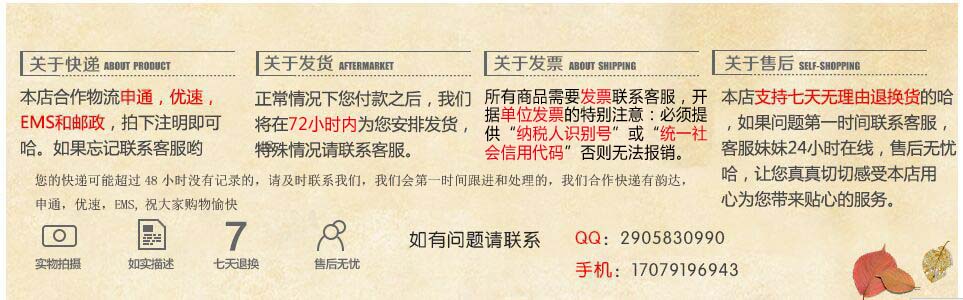 关于快递 ABOUT PRODUCT
本店合作物流申通，优速，
EMS和邮政，拍下注明即可
哈。如果忘记联系客服哟
关于发货 AFTERMARKET
正常情况下您付款之后，我们
将在72小时内为您安排发货，
特殊情况请联系客服。
关于发票 ABOUT SHIPPING
所有商品需要发票联系客服，开
据单位发票的特别注意：必须提
供“纳税人识别号”或“统一社
会信用代码”否则无法报销。
关于售后 SELF-SHOPPING
本店支持七天无理由退换货的哈
，如果问题第一时间联系客服，
客服妹妹24小时在线，售后无忧
哈，让您真真切切感受本店用
心为您带来贴心的服务。
您的快递可能超过 48 小时没有记录的，请及时联系我们，我们会第一时间跟进和处理的，我们合作快递有韵达，
申通，优速，EMS, 祝大家购物愉快
实物拍摄
如实描述
7
七天退换
售后无忧
如有问题请联系
QQ：2905830990
手机：17079196943